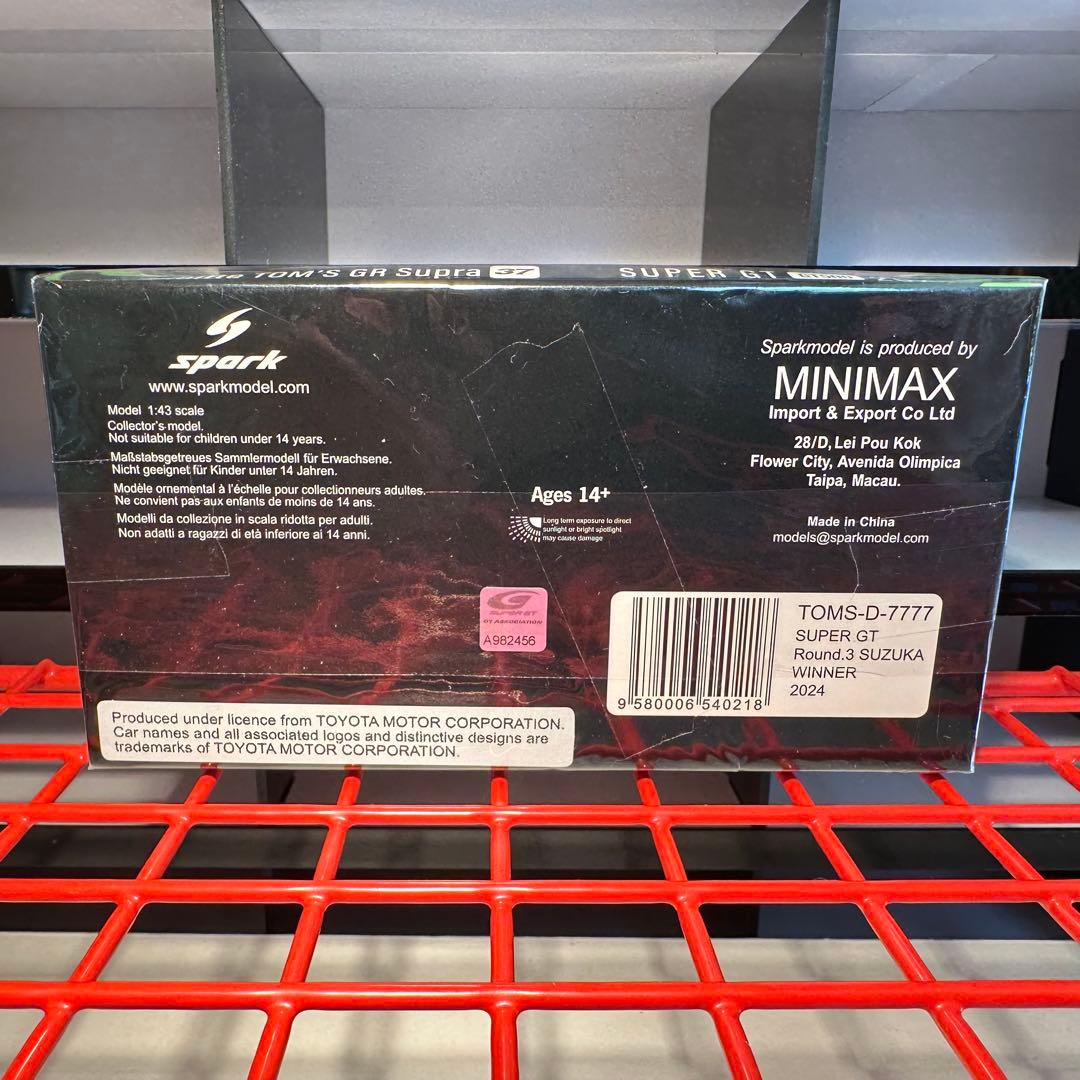 TOM'S GR Supra 37 SUPER GT
spark
www.sparkmodel.com
Model 1:43 scale
Collector's model.
Not suitable for children under 14 years.
Maßstabsgetreues Sammlermodell für Erwachsene.
Nicht geeignet für Kinder unter 14 Jahren.
Modèle ornemental à l'échelle pour collectionneurs adultes.
Ne convient pas aux enfants de moins de 14 ans.
Modelli da collezione in scala ridotta per adulti.
Non adatti a ragazzi di età inferiore ai 14 anni.
Ages 14+
Long term exposure to direct
sunlight or bright spotlight
may cause damage
Sparkmodel is produced by
MINIMAX
Import & Export Co Ltd
28/D, Lei Pou Kok
Flower City, Avenida Olimpica
Taipa, Macau.
Made in China
models@sparkmodel.com
SUPER GT
GT ASSOCIATION
A982456
TOMS-D-7777
SUPER GT
Round.3 SUZUKA
WINNER
2024
9 580006 540218
Produced under licence from TOYOTA MOTOR CORPORATION.
Car names and all associated logos and distinctive designs are
trademarks of TOYOTA MOTOR CORPORATION.